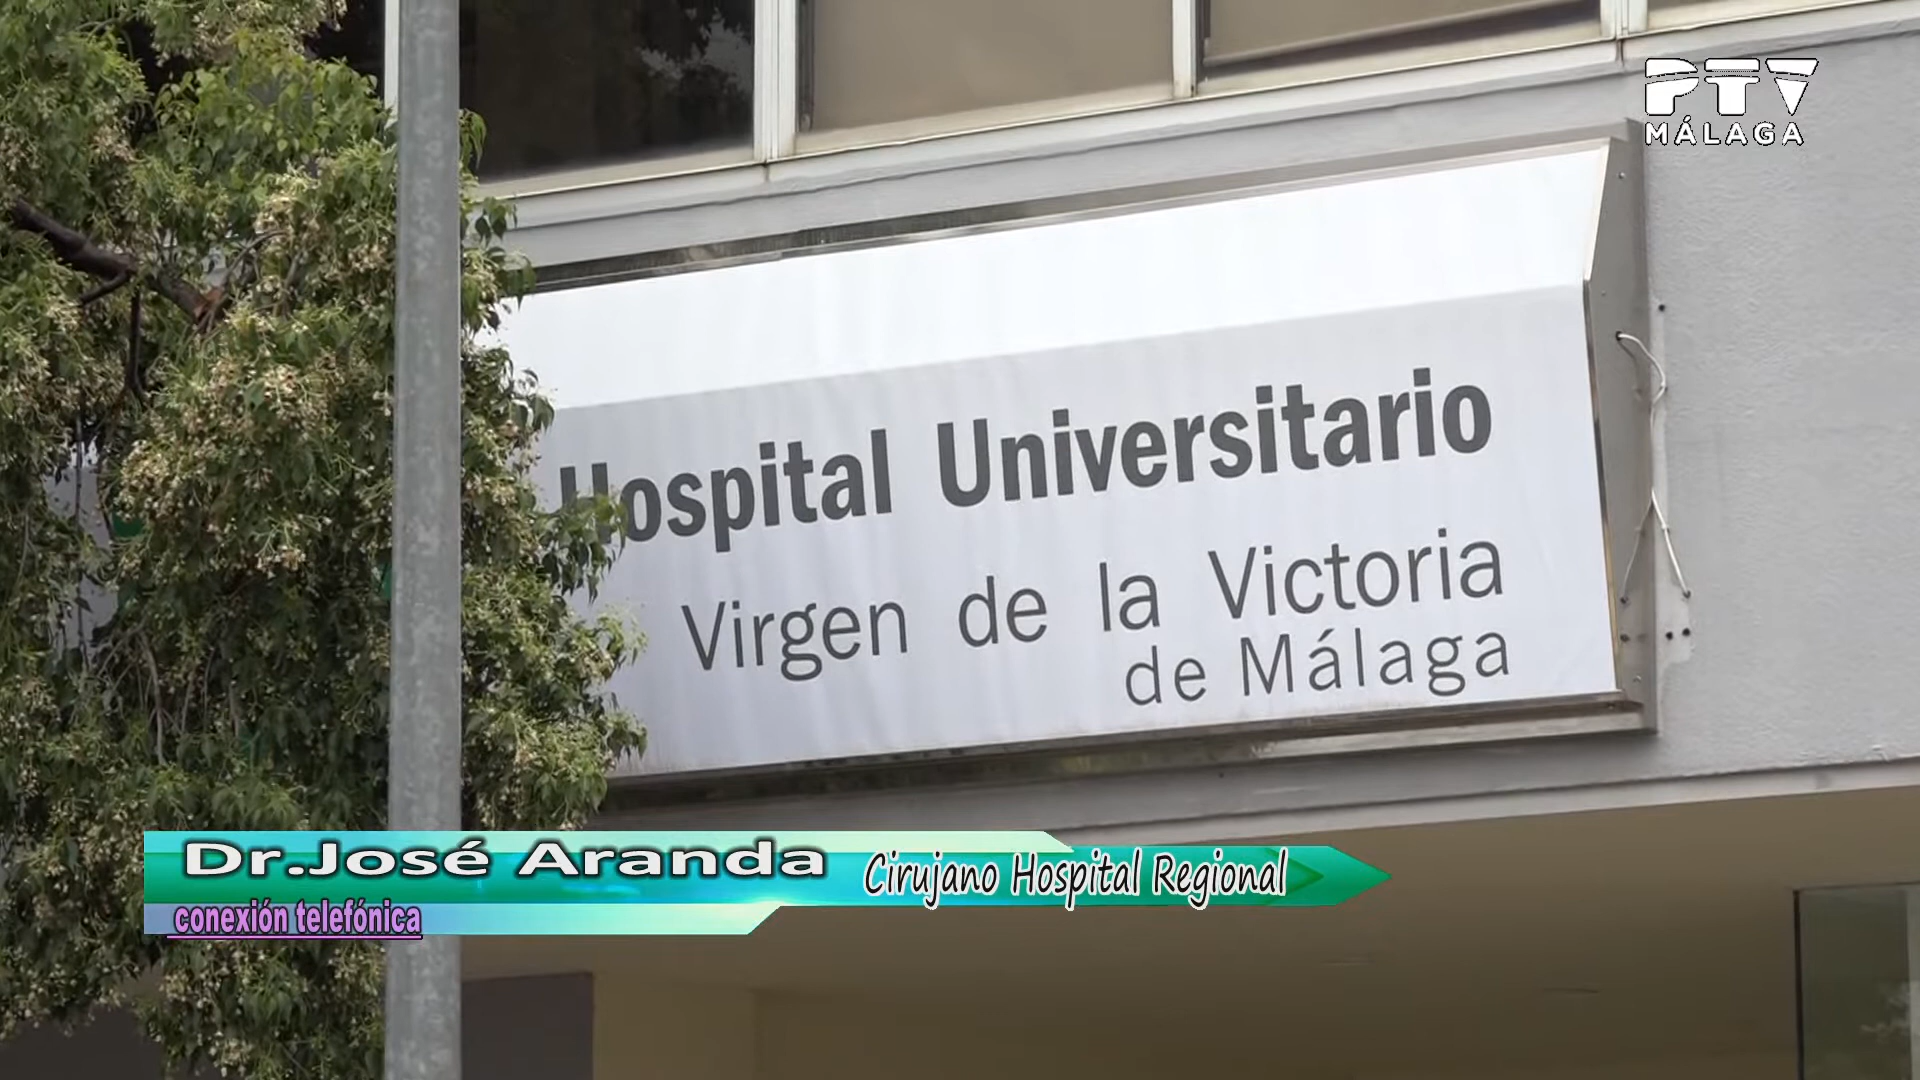 PTV
MÁLAGA
Hospital Universitario
Virgen de la Victoria
de Málaga
Dr.José Aranda
Cirujano Hospital Regional
conexión telefónica